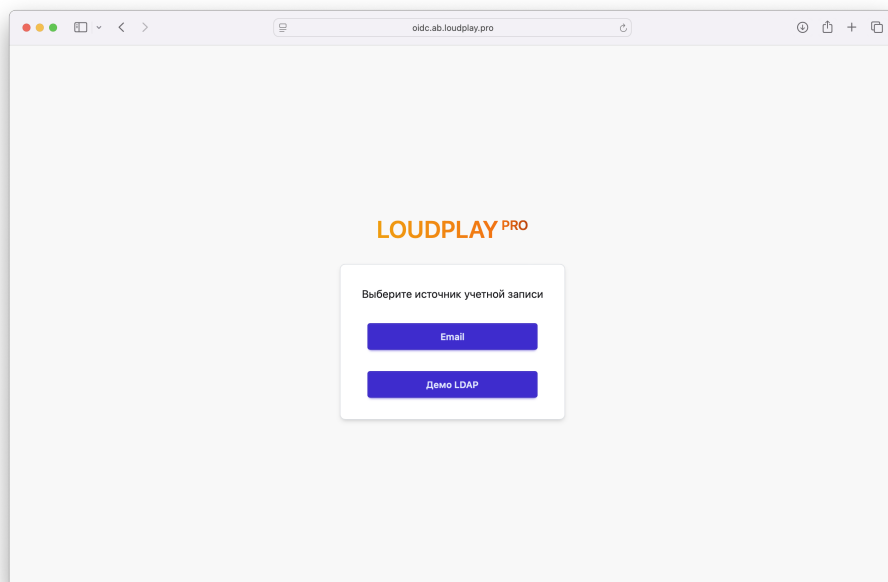 oidc.ab.loudplay.pro
LOUDPLAY PRO
Выберите источник учетной записи
Email
Демо LDAP